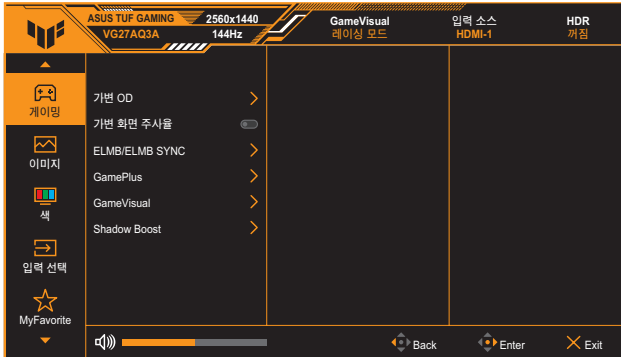 ASUS TUF GAMING 2560x1440 GameVisual 입력 소스 HDR
VG27AQ3A 144Hz 레이싱 모드 HDMI-1 꺼짐
게이밍
이미지
색
입력 선택
MyFavorite
가변 OD
가변 화면 주사율
ELMB/ELMB SYNC
GamePlus
GameVisual
Shadow Boost
Back Enter Exit